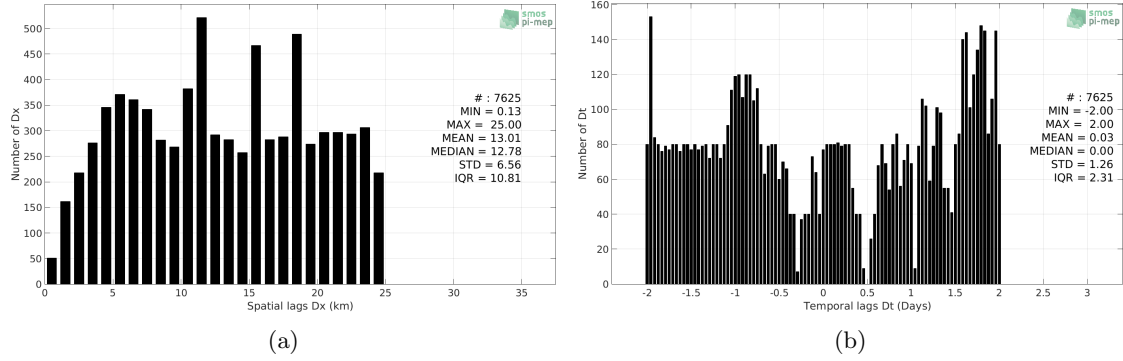 500
450
400
350
300
250
200
150
100
50
0
Number of Dx
smos
pi-mep
# : 7625
MIN = 0.13
MAX = 25.00
MEAN = 13.01
MEDIAN = 12.78
STD = 6.56
IQR = 10.81
0 5 10 15 20 25 30 35
Spatial lags Dx (km)
(a)
160
140
120
100
80
60
40
20
0
Number of Dt
smos
pi-mep
# : 7625
MIN = -2.00
MAX = 2.00
MEAN = 0.03
MEDIAN = 0.00
STD = 1.26
IQR = 2.31
-2 -1.5 -1 -0.5 0 0.5 1 1.5 2 2.5 3
Temporal lags Dt (Days)
(b)